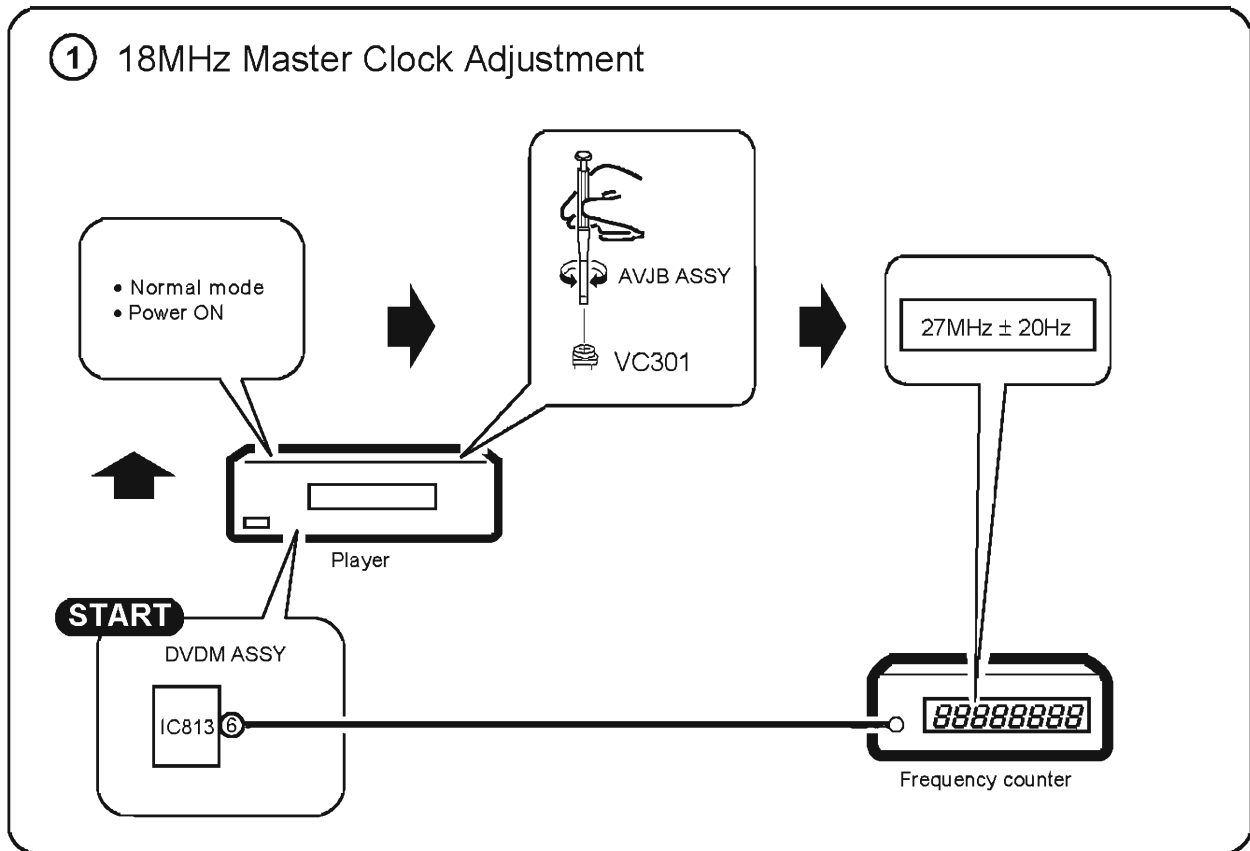 ① 18MHz Master Clock Adjustment
• Normal mode
• Power ON
AVJB ASSY
VC301
27MHz ± 20Hz
Player
START
DVDM ASSY
IC813
⑥
88888888
Frequency counter